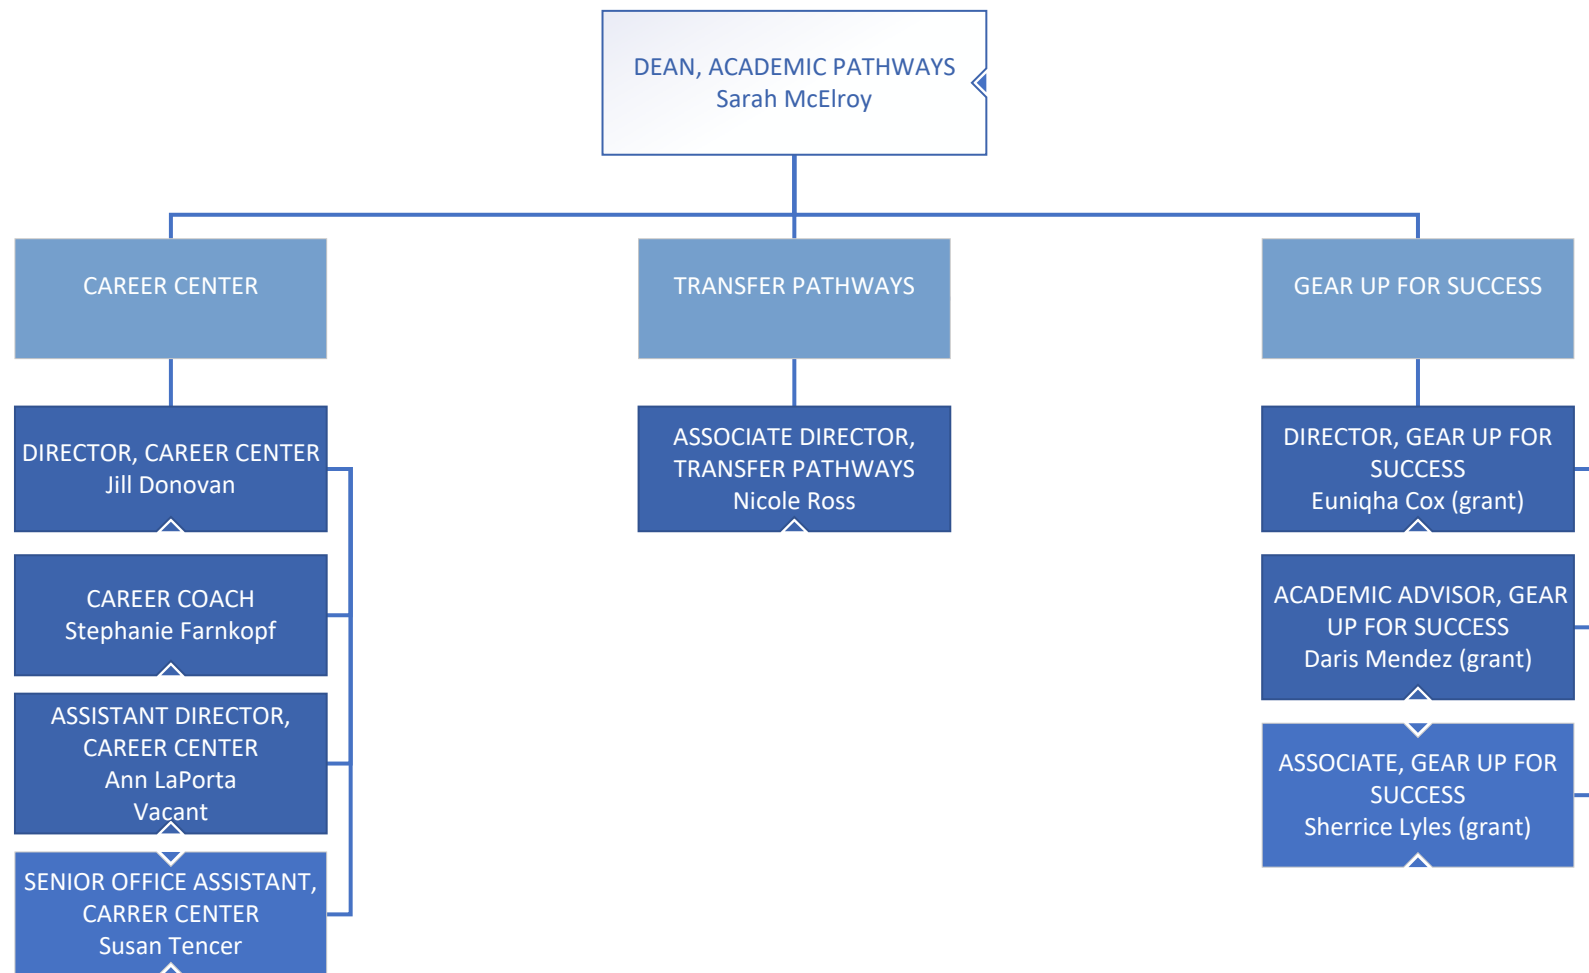 DEAN, ACADEMIC PATHWAYS
Sarah McElroy
CAREER CENTER
TRANSFER PATHWAYS
GEAR UP FOR SUCCESS
DIRECTOR, CAREER CENTER
Jill Donovan
ASSOCIATE DIRECTOR,
TRANSFER PATHWAYS
Nicole Ross
DIRECTOR, GEAR UP FOR
SUCCESS
Euniqha Cox (grant)
CAREER COACH
Stephanie Farnkopf
ACADEMIC ADVISOR, GEAR
UP FOR SUCCESS
Daris Mendez (grant)
ASSISTANT DIRECTOR,
CAREER CENTER
Ann LaPorta
Vacant
ASSOCIATE, GEAR UP FOR
SUCCESS
Sherrice Lyles (grant)
SENIOR OFFICE ASSISTANT,
CARRER CENTER
Susan Tencer